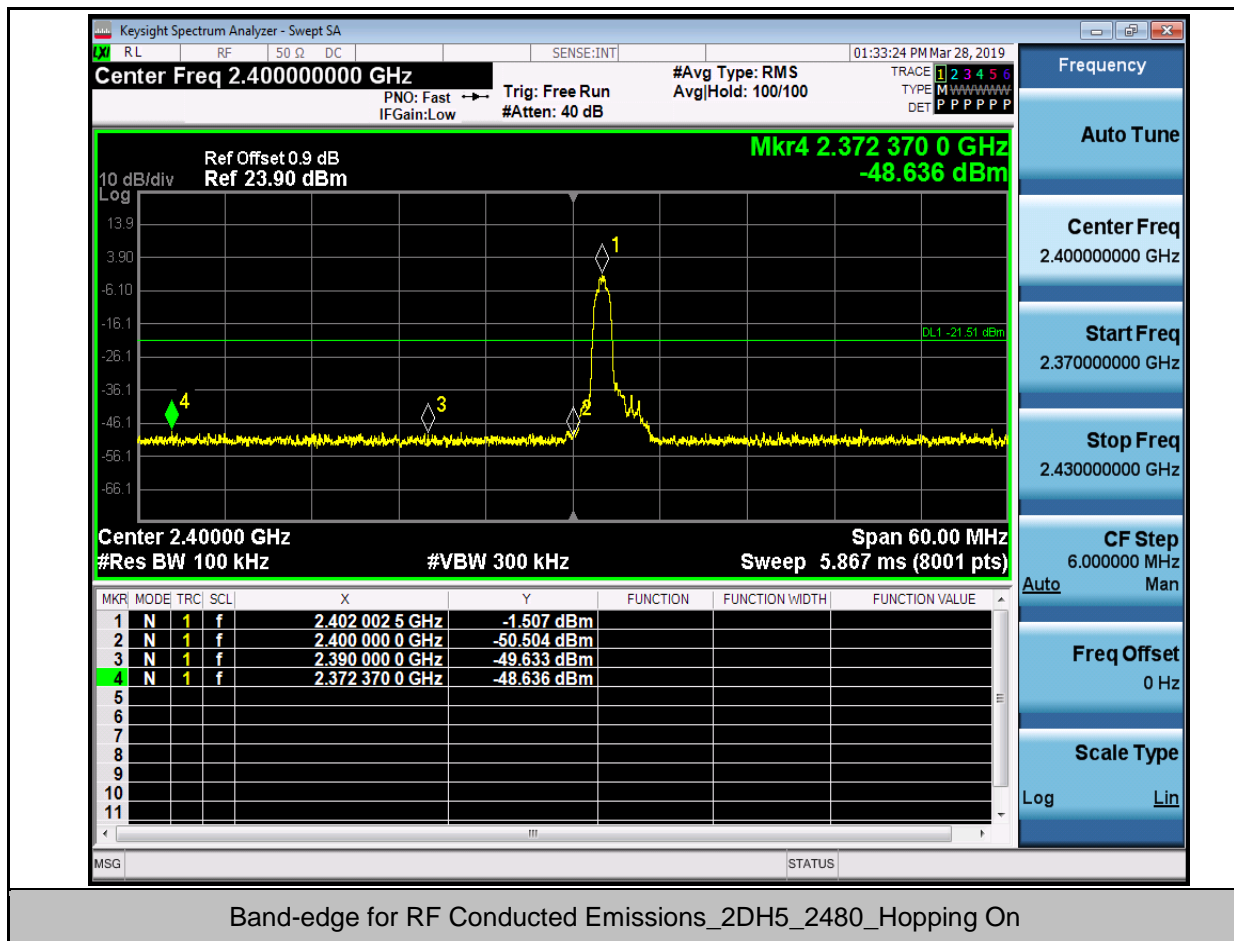 Keysight Spectrum Analyzer - Swept SA
LXI RL RF 50 Ω DC SENSE:INT 01:33:24 PM Mar 28, 2019
Center Freq 2.400000000 GHz
PNO: Fast
IFGain:Low
Trig: Free Run
#Atten: 40 dB
#Avg Type: RMS
Avg|Hold: 100/100
TRACE 1 2 3 4 5 6
TYPE M WWWWW
DET P P P P P P
Mkr4 2.372 370 0 GHz
-48.636 dBm
Ref Offset 0.9 dB
10 dB/div Ref 23.90 dBm
Log
13.9
3.90
-6.10
-16.1
-26.1
-36.1
-46.1
-56.1
-66.1
1
DL1 -21.51 dBm
4
3
2
Center 2.40000 GHz Span 60.00 MHz
#Res BW 100 kHz #VBW 300 kHz Sweep 5.867 ms (8001 pts)
MKR MODE TRC SCL X Y FUNCTION FUNCTION WIDTH FUNCTION VALUE
1 N 1 f 2.402 002 5 GHz -1.507 dBm
2 N 1 f 2.400 000 0 GHz -50.504 dBm
3 N 1 f 2.390 000 0 GHz -49.633 dBm
4 N 1 f 2.372 370 0 GHz -48.636 dBm
5
6
7
8
9
10
11
MSG STATUS
Frequency
Auto Tune
Center Freq
2.400000000 GHz
Start Freq
2.370000000 GHz
Stop Freq
2.430000000 GHz
CF Step
6.000000 MHz
Auto Man
Freq Offset
0 Hz
Scale Type
Log Lin
Band-edge for RF Conducted Emissions_2DH5_2480_Hopping On